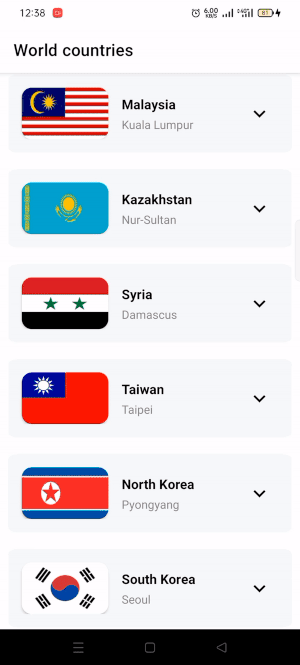 12:38
6.00
KB/S
81
World countries
Malaysia
Kuala Lumpur
Kazakhstan
Nur-Sultan
Syria
Damascus
Taiwan
Taipei
North Korea
Pyongyang
South Korea
Seoul